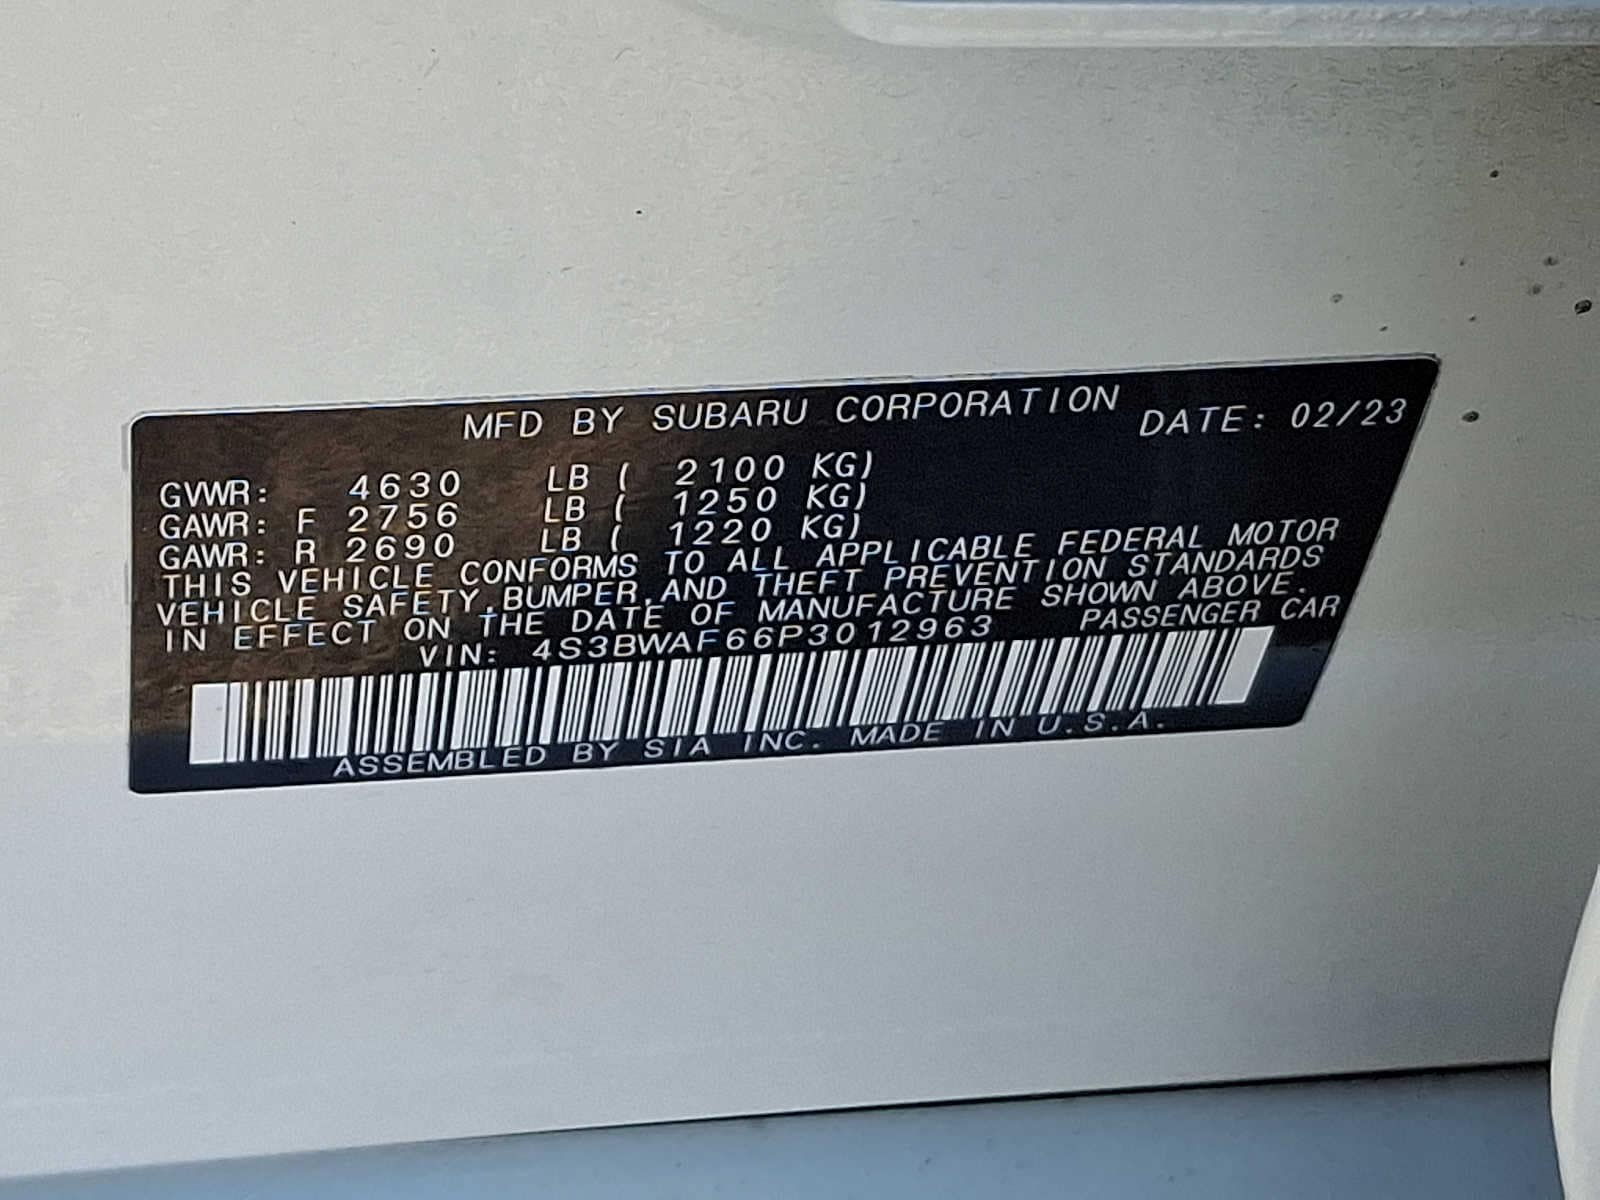 MFD BY SUBARU CORPORATION DATE: 02/23
GVWR: 4630 LB ( 2100 KG)
GAWR: F 2756 LB ( 1250 KG)
GAWR: R 2690 LB ( 1220 KG)
THIS VEHICLE CONFORMS TO ALL APPLICABLE FEDERAL MOTOR
VEHICLE SAFETY,BUMPER,AND THEFT PREVENTION STANDARDS
IN EFFECT ON THE DATE OF MANUFACTURE SHOWN ABOVE.
VIN: 4S3BWAF66P3012963 PASSENGER CAR
ASSEMBLED BY SIA INC. MADE IN U.S.A.